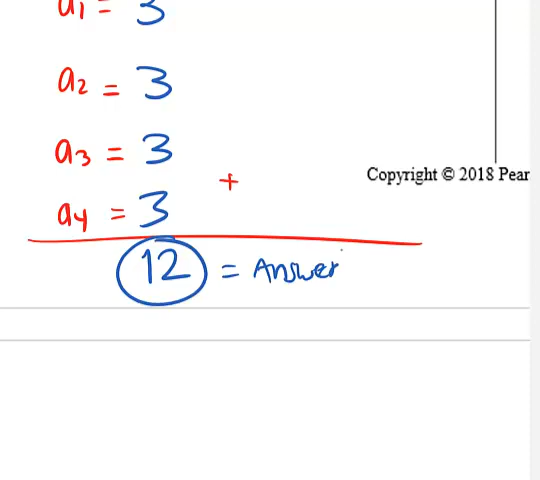 a1 = 3
a2 = 3
a3 = 3
+
Copyright © 2018 Pear
a4 = 3
12 = Answer